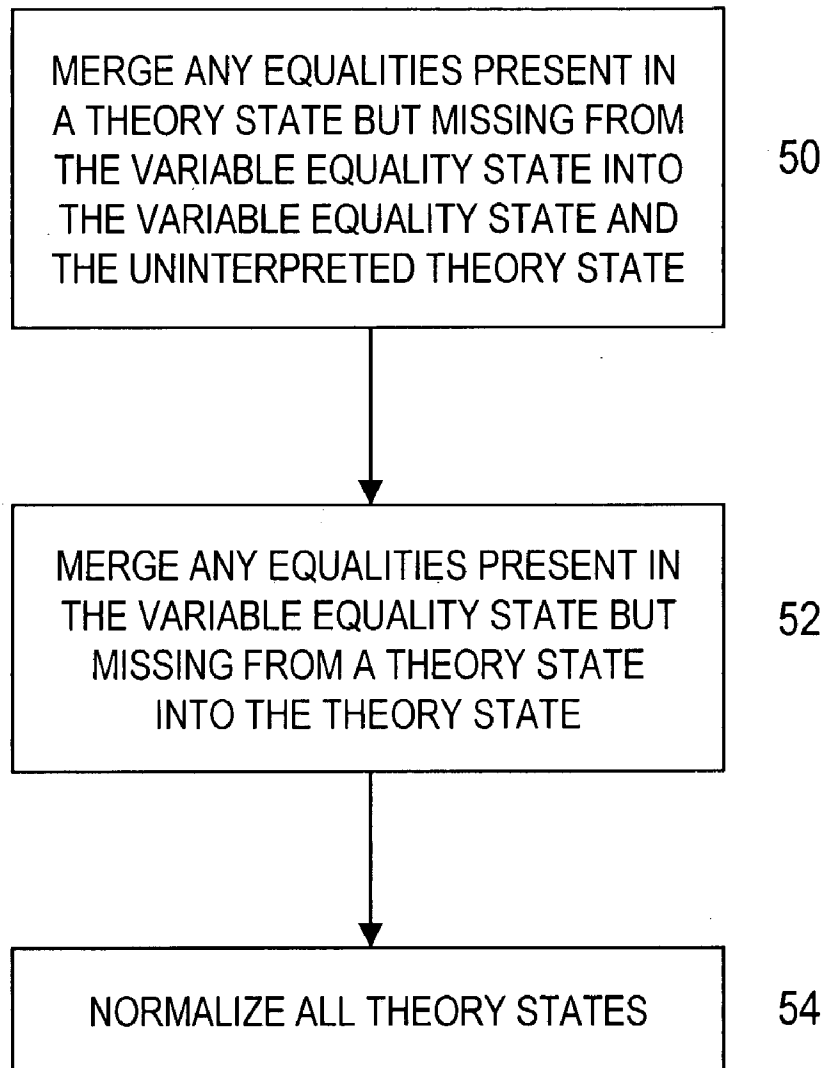 MERGE ANY EQUALITIES PRESENT IN
A THEORY STATE BUT MISSING FROM
THE VARIABLE EQUALITY STATE INTO
THE VARIABLE EQUALITY STATE AND
THE UNINTERPRETED THEORY STATE
50
MERGE ANY EQUALITIES PRESENT IN
THE VARIABLE EQUALITY STATE BUT
MISSING FROM A THEORY STATE
INTO THE THEORY STATE
52
NORMALIZE ALL THEORY STATES
54